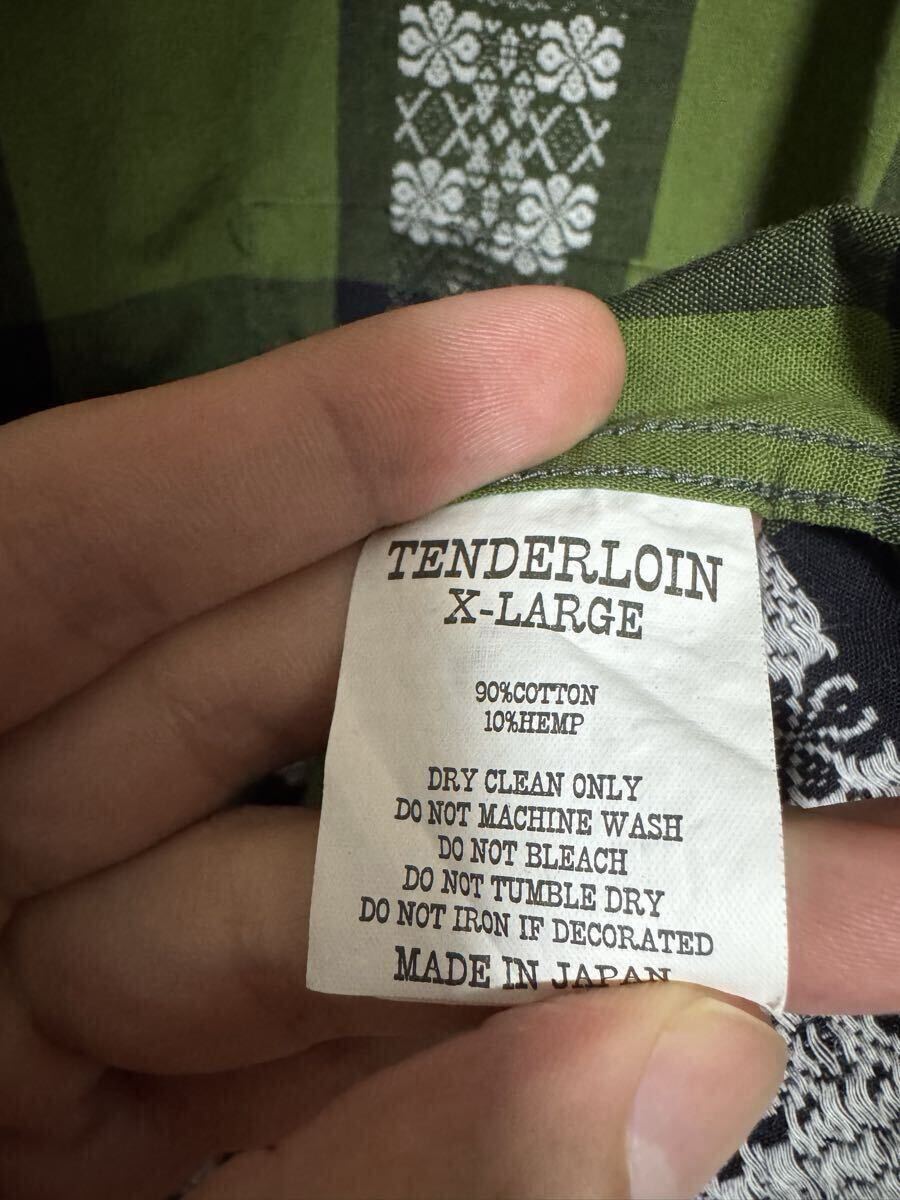 TENDERLOIN
X-LARGE
90%COTTON
10%HEMP
DRY CLEAN ONLY
DO NOT MACHINE WASH
DO NOT BLEACH
DO NOT TUMBLE DRY
DO NOT IRON IF DECORATED
MADE IN JAPAN